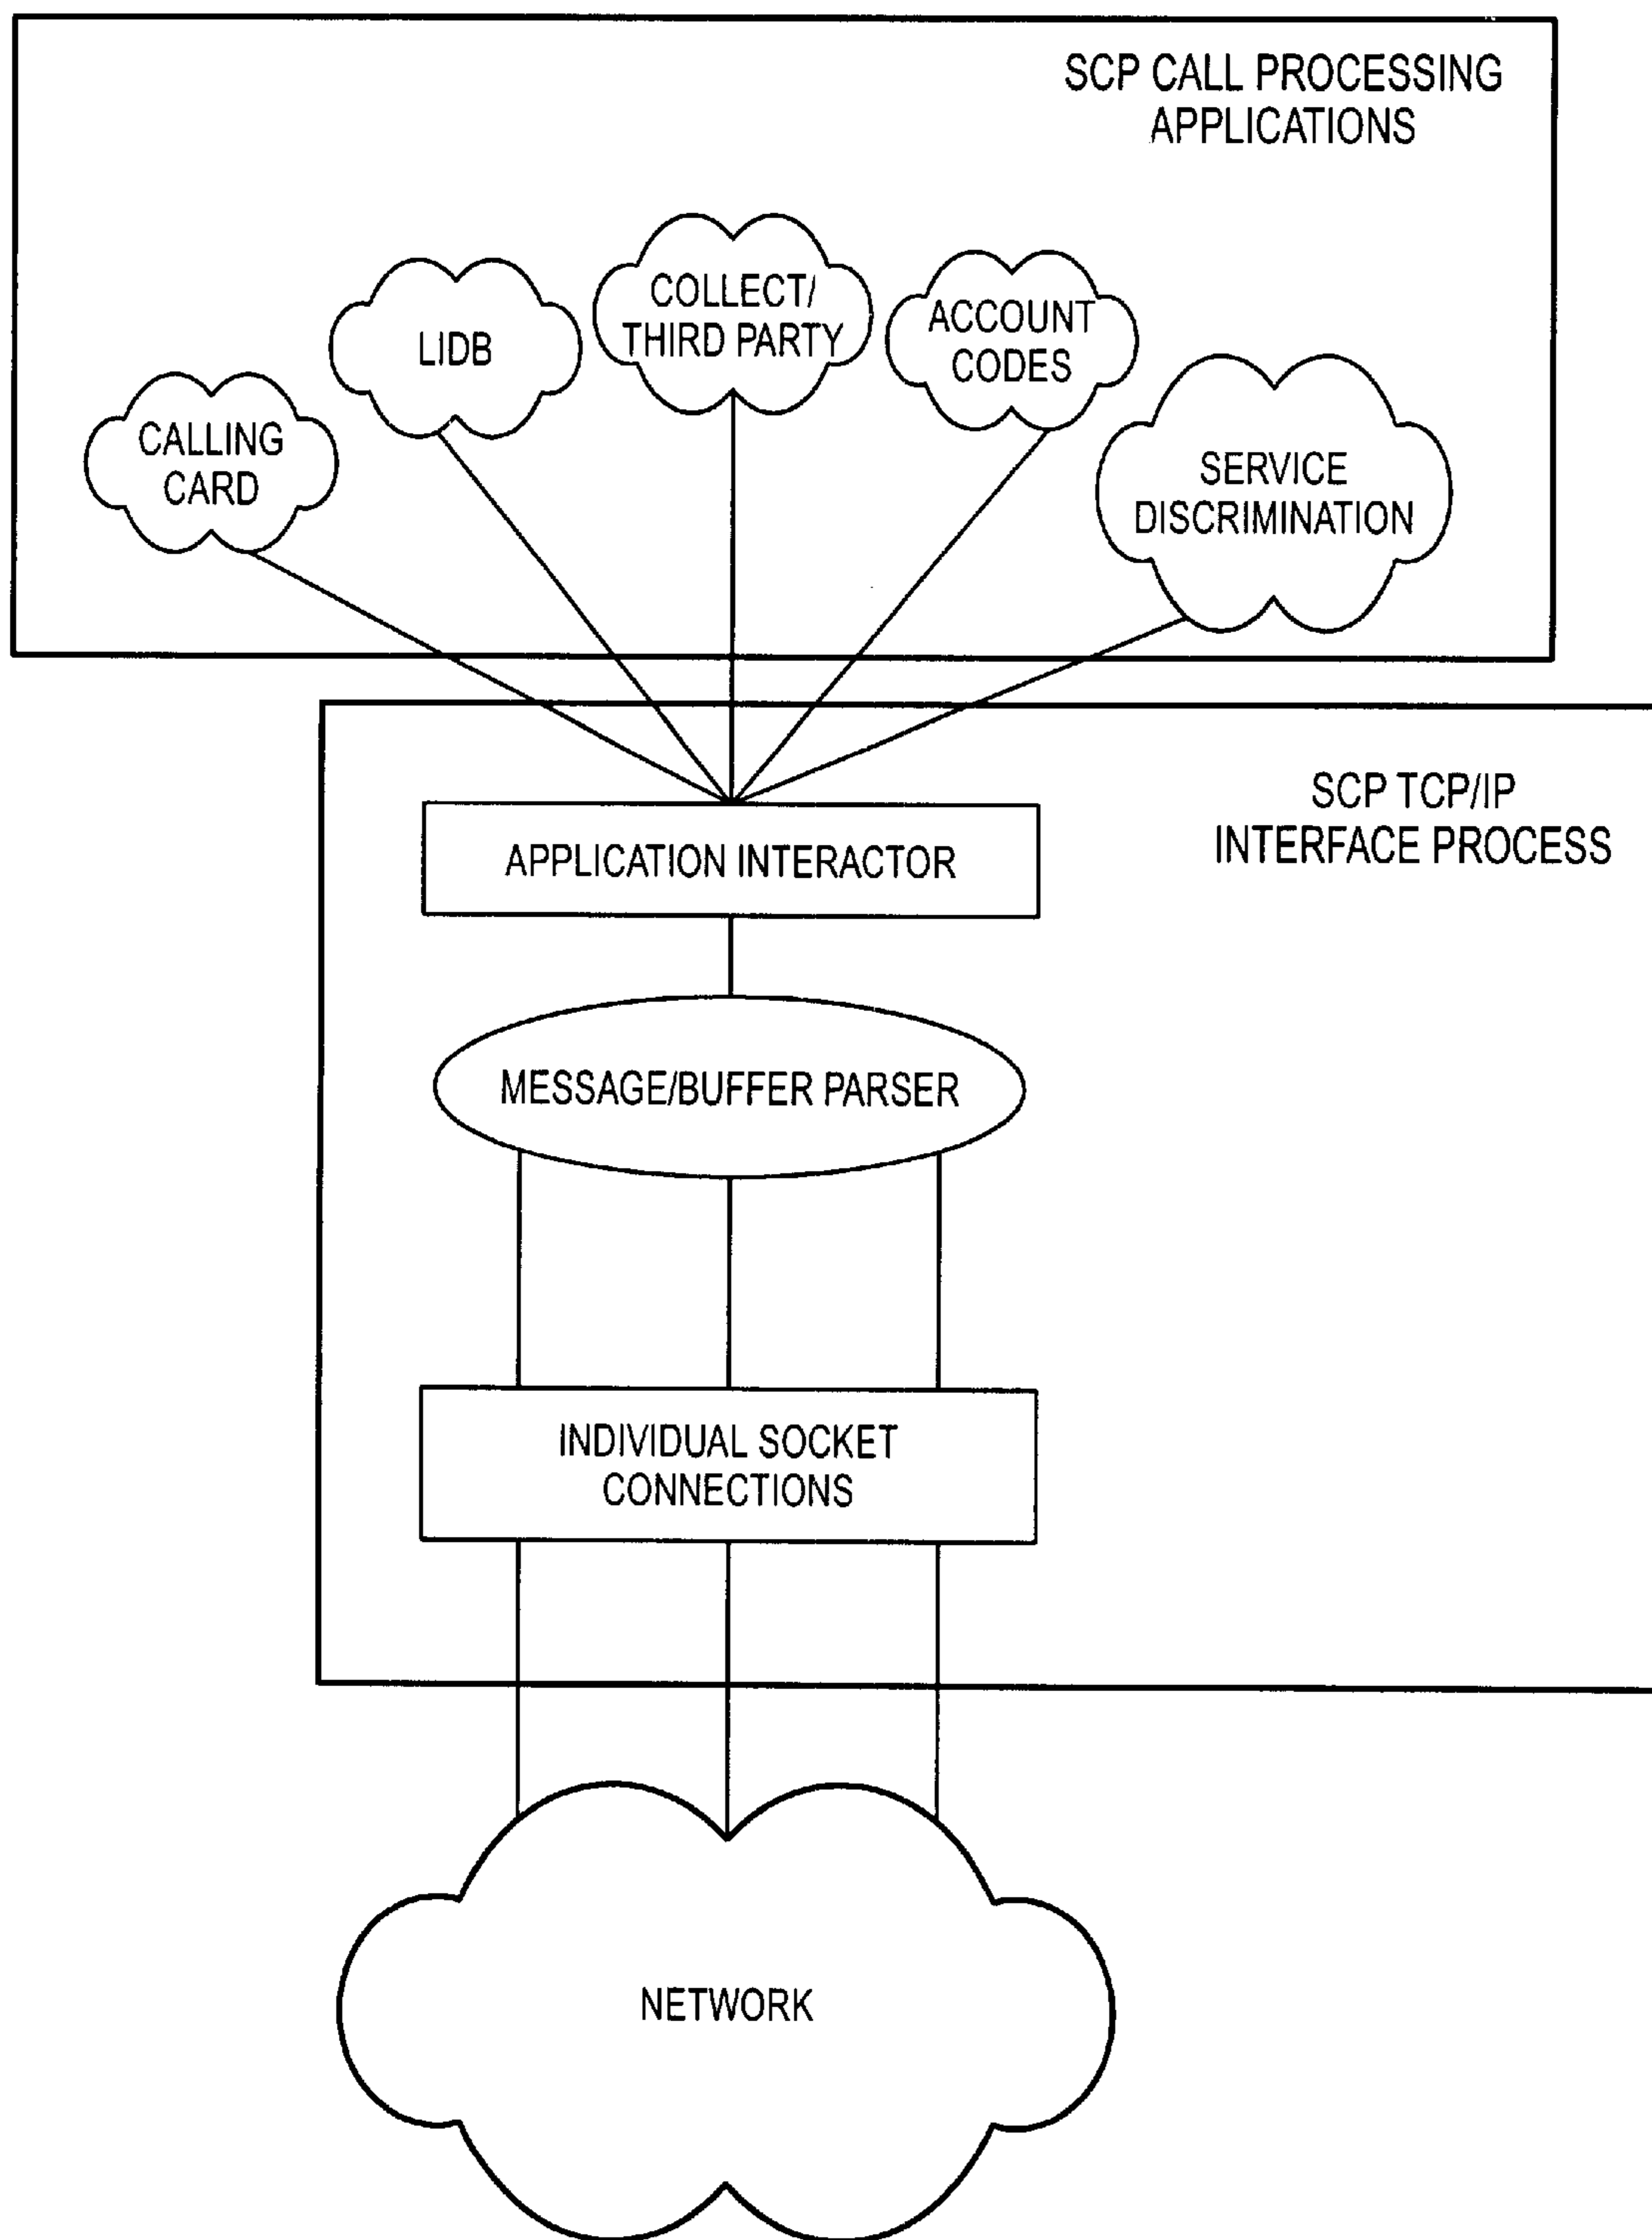 SCP CALL PROCESSING
APPLICATIONS
CALLING
CARD
LIDB
COLLECT/
THIRD PARTY
ACCOUNT
CODES
SERVICE
DISCRIMINATION
SCP TCP/IP
INTERFACE PROCESS
APPLICATION INTERACTOR
MESSAGE/BUFFER PARSER
INDIVIDUAL SOCKET
CONNECTIONS
NETWORK